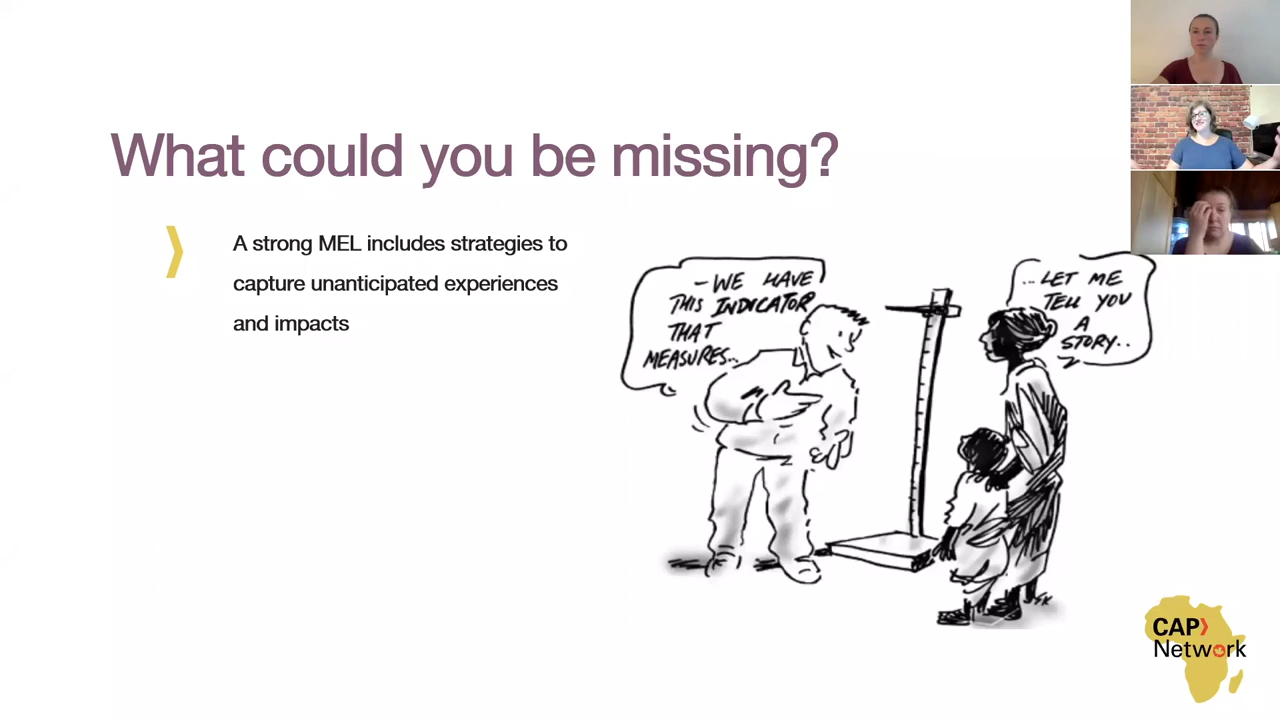 What could you be missing?
A strong MEL includes strategies to
capture unanticipated experiences
and impacts
-WE HAVE
THIS INDICATOR
THAT
MEASURES..
...LET ME
TELL YOU
A
STORY..
CAP
Network